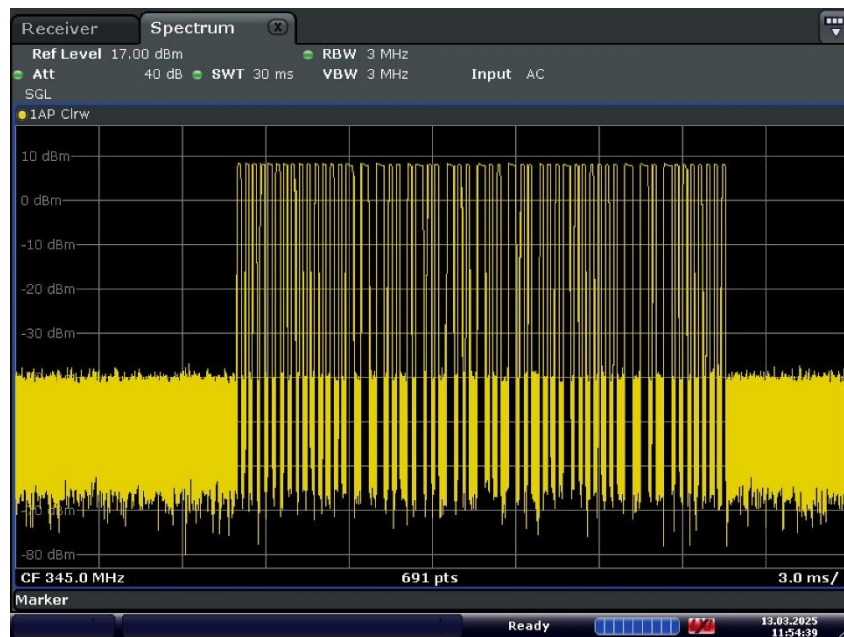 Receiver Spectrum X
Ref Level 17.00 dBm RBW 3 MHz
Att 40 dB SWT 30 ms VBW 3 MHz Input AC
SGL
1AP Clrw
10 dBm
0 dBm
-10 dBm
-20 dBm
-30 dBm
-80 dBm
CF 345.0 MHz 691 pts 3.0 ms/
Marker
Ready 13.03.2025
11:54:39